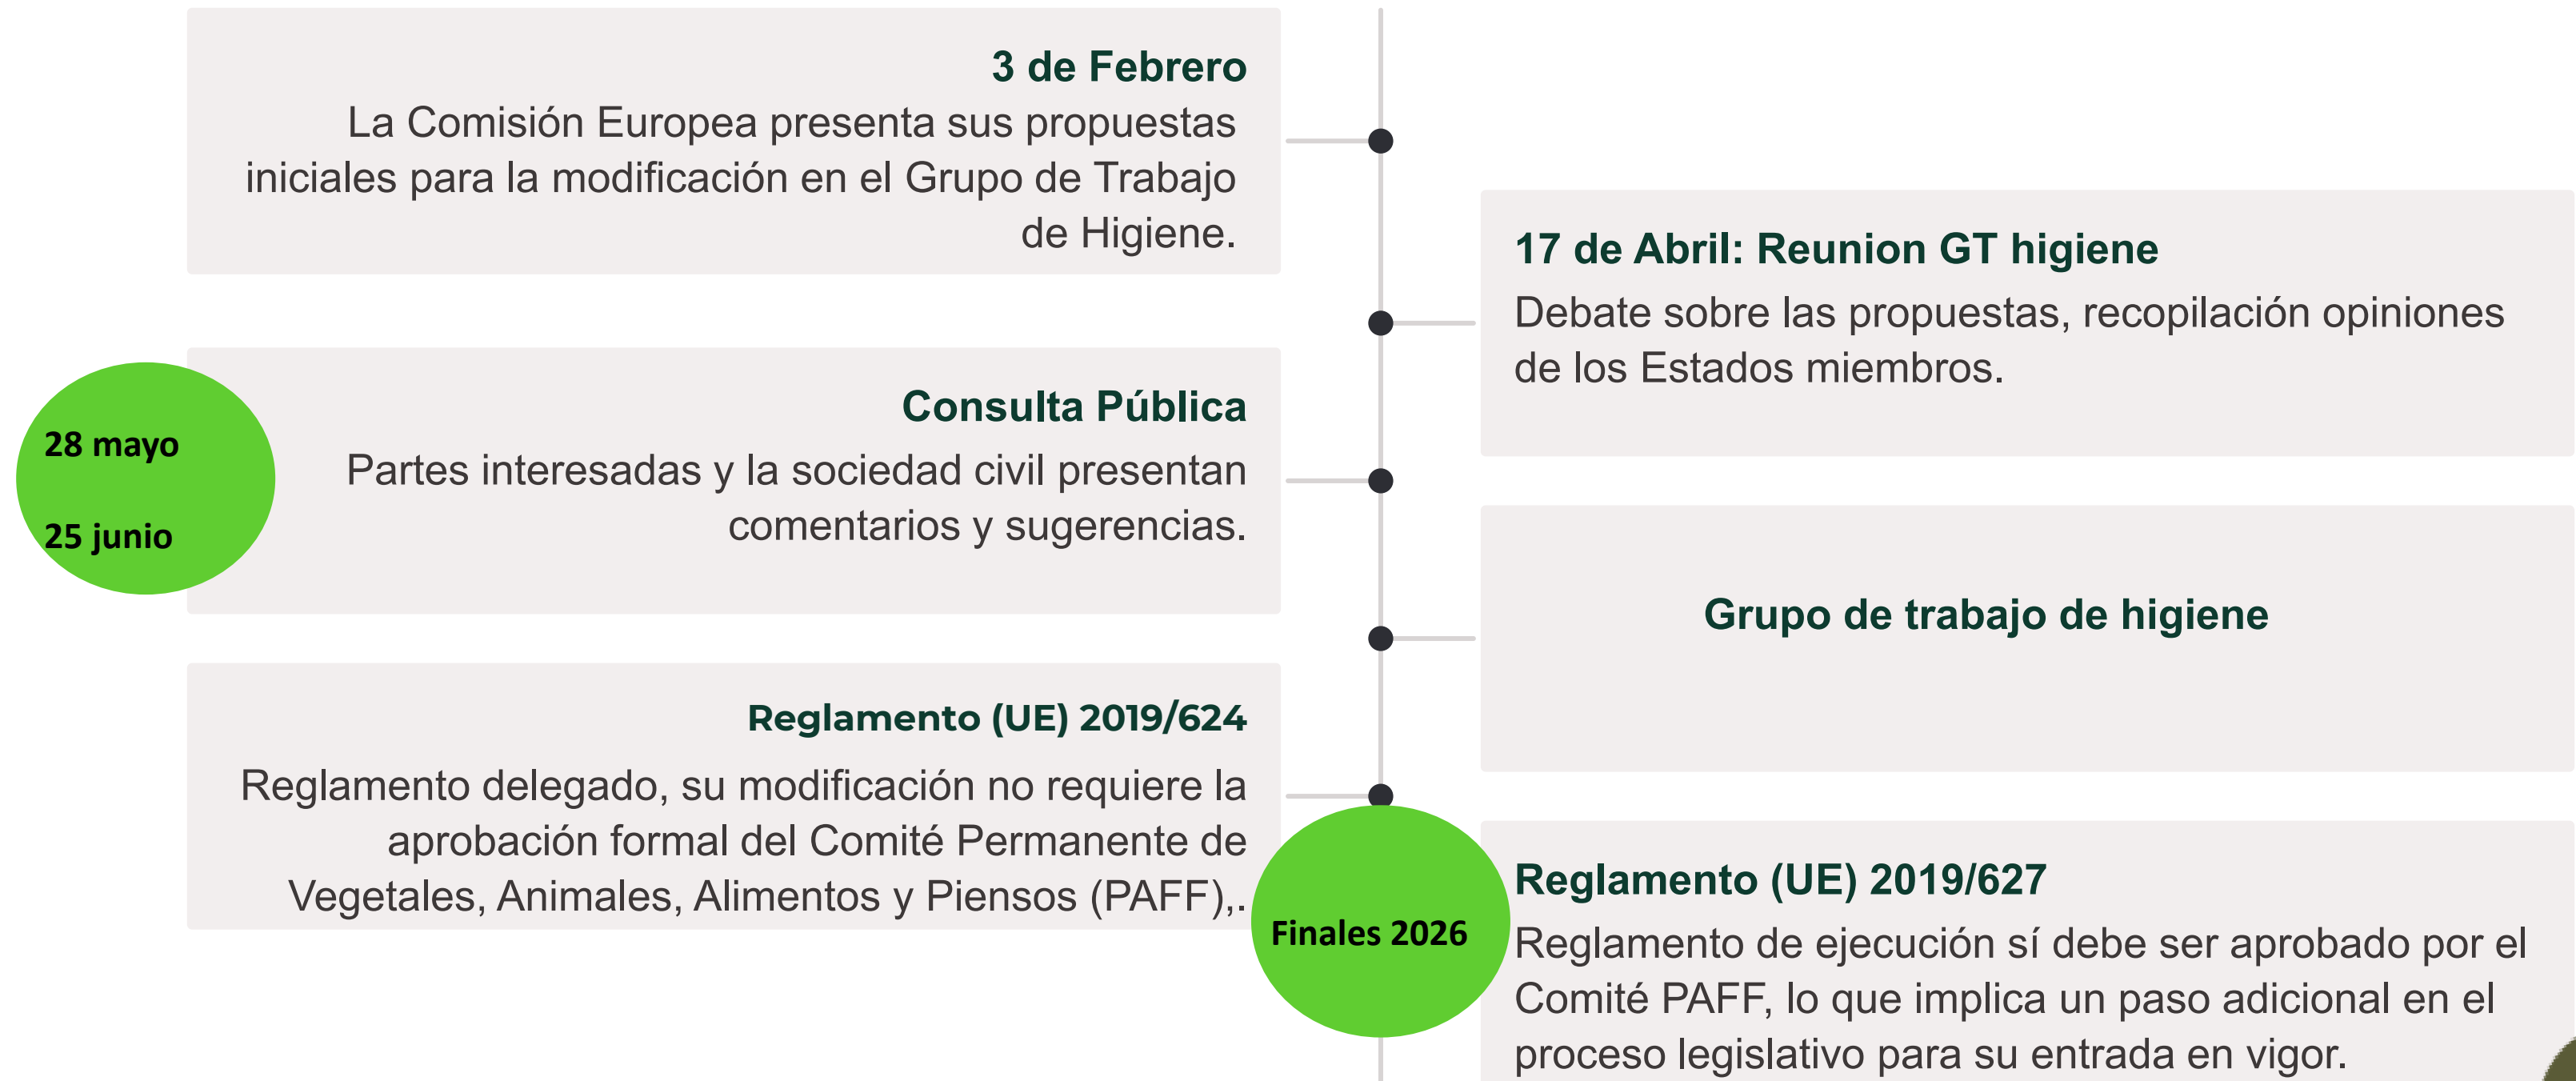 3 de Febrero
La Comisión Europea presenta sus propuestas
iniciales para la modificación en el Grupo de Trabajo
de Higiene.
17 de Abril: Reunion GT higiene
Debate sobre las propuestas, recopilación opiniones
de los Estados miembros.
28 mayo
25 junio
Consulta Pública
Partes interesadas y la sociedad civil presentan
comentarios y sugerencias.
Grupo de trabajo de higiene
Reglamento (UE) 2019/624
Reglamento delegado, su modificación no requiere la
aprobación formal del Comité Permanente de
Vegetales, Animales, Alimentos y Piensos (PAFF),.
Finales 2026
Reglamento (UE) 2019/627
Reglamento de ejecución sí debe ser aprobado por el
Comité PAFF, lo que implica un paso adicional en el
proceso legislativo para su entrada en vigor.